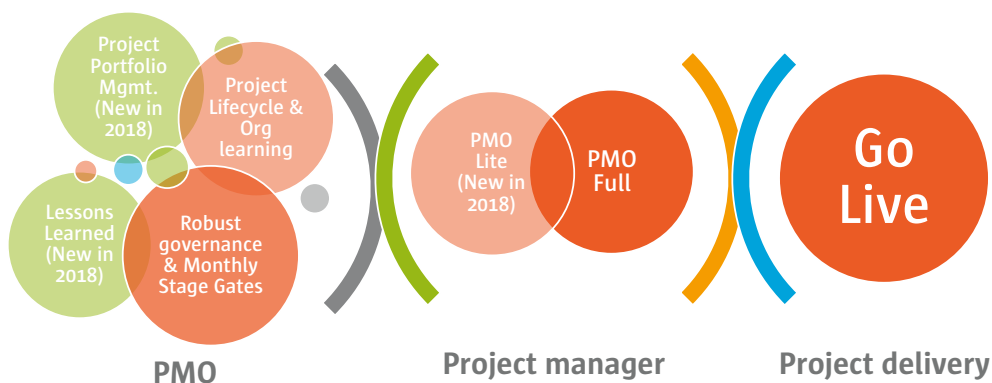 Project
Portfolio
Mgmt.
(New in
2018)
Project
Lifecycle &
Org
learning
Lessons
Learned
(New in
2018)
Robust
governance
& Monthly
Stage Gates
PMO
PMO
Lite
(New in
2018)
PMO
Full
Project manager
Go
Live
Project delivery